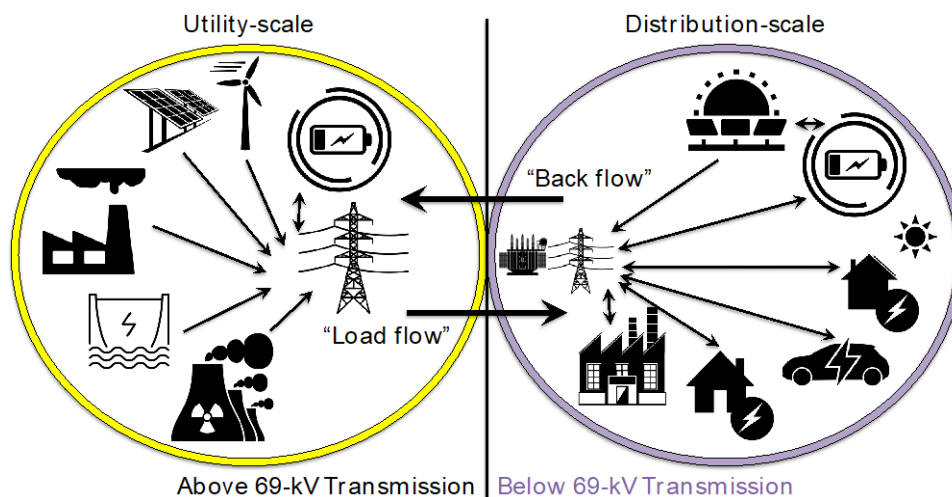 Utility-scale
Distribution-scale
“Back flow”
“Load flow”
Above 69-kV Transmission
Below 69-kV Transmission